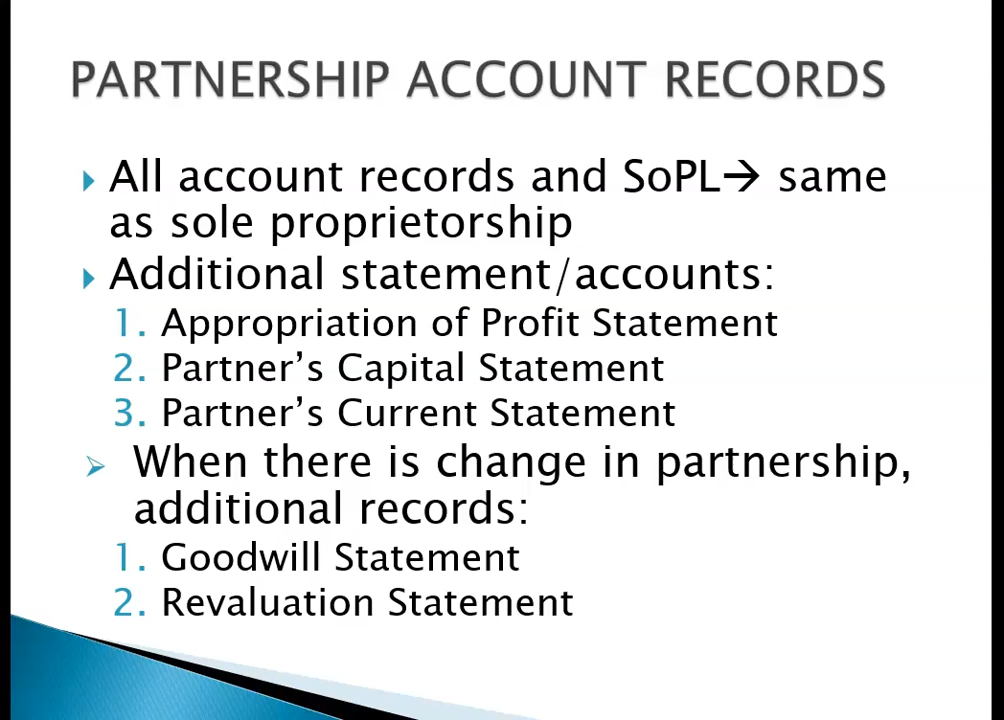 PARTNERSHIP ACCOUNT RECORDS
All account records and SoPL→ same
as sole proprietorship
Additional statement/accounts:
1. Appropriation of Profit Statement
2. Partner’s Capital Statement
3. Partner’s Current Statement
When there is change in partnership,
additional records:
1. Goodwill Statement
2. Revaluation Statement